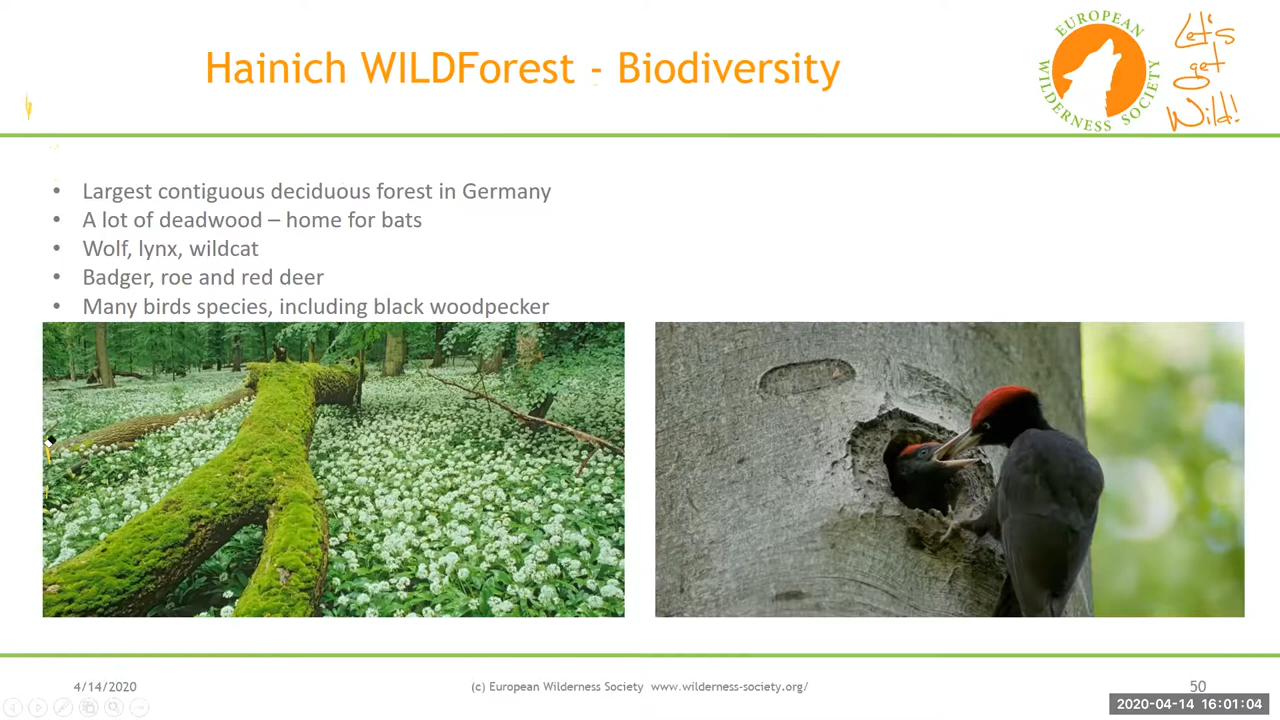 Hainich WILDForest - Biodiversity
EUROPEAN
WILDERNESS SOCIETY
Let's
get
Wild!
• Largest contiguous deciduous forest in Germany
• A lot of deadwood – home for bats
• Wolf, lynx, wildcat
• Badger, roe and red deer
• Many birds species, including black woodpecker
4/14/2020
(c) European Wilderness Society www.wilderness-society.org/
50
2020-04-14 16:01:04